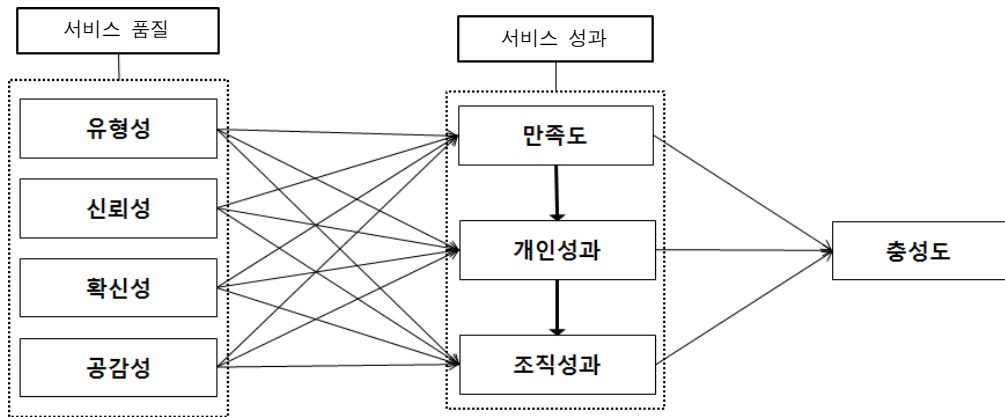 서비스 품질
서비스 성과
유형성
신뢰성
확신성
공감성
만족도
개인성과
조직성과
충성도